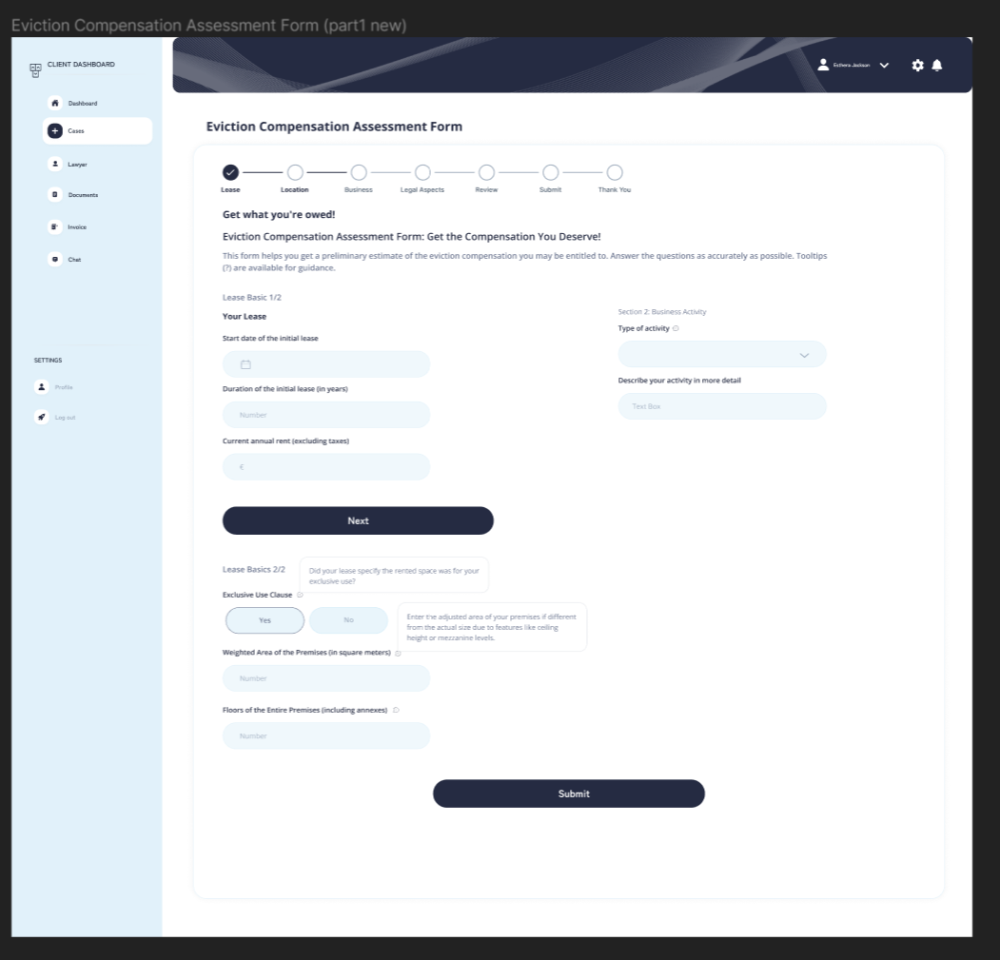 Eviction Compensation Assessment Form (part1 new)
CLIENT DASHBOARD
Dashboard
Cases
Lawyer
Documents
Invoice
Chat
SETTINGS
Profile
Log out
Esthera Jackson
Eviction Compensation Assessment Form
Lease
Location
Business
Legal Aspects
Review
Submit
Thank You
Get what you're owed!
Eviction Compensation Assessment Form: Get the Compensation You Deserve!
This form helps you get a preliminary estimate of the eviction compensation you may be entitled to. Answer the questions as accurately as possible. Tooltips
(?) are available for guidance.
Lease Basic 1/2
Your Lease
Start date of the initial lease
Duration of the initial lease (in years)
Number
Current annual rent (excluding taxes)
€
Section 2: Business Activity
Type of activity
Describe your activity in more detail
Text Box
Next
Lease Basics 2/2
Did your lease specify the rented space was for your
exclusive use?
Exclusive Use Clause
Yes
No
Enter the adjusted area of your premises if different
from the actual size due to features like ceiling
height or mezzanine levels.
Weighted Area of the Premises (in square meters)
Number
Floors of the Entire Premises (including annexes)
Number
Submit